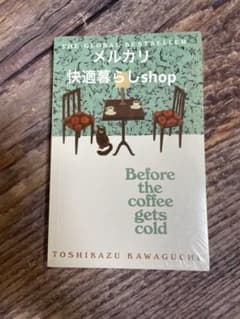 THE GLOBAL BESTSELLER
メルカリ
快適暮らしshop
Before
the
coffee
gets
cold
TOSHIKAZU KAWAGUCHI